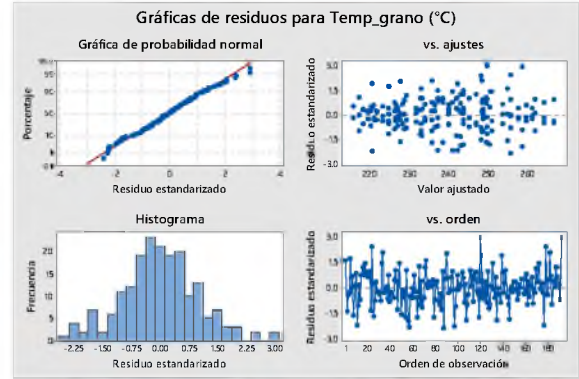 Gráficas de residuos para Temp_grano (°C)
Gráfica de probabilidad normal
Porcentaje
-4 -2 0 2 4
Residuo estandarizado
vs. ajustes
Residuo estandarizado
3.0
1.5
0.0
-1.5
-3.0
220 230 240 250 260
Valor ajustado
Histograma
Frecuencia
20
15
10
5
0
-2.25 -1.50 -0.75 0.00 0.75 1.50 2.25 3.00
Residuo estandarizado
vs. orden
Residuo estandarizado
3.0
1.5
0.0
-1.5
-3.0
1 20 40 60 80 100 120 140 160 180
Orden de observación